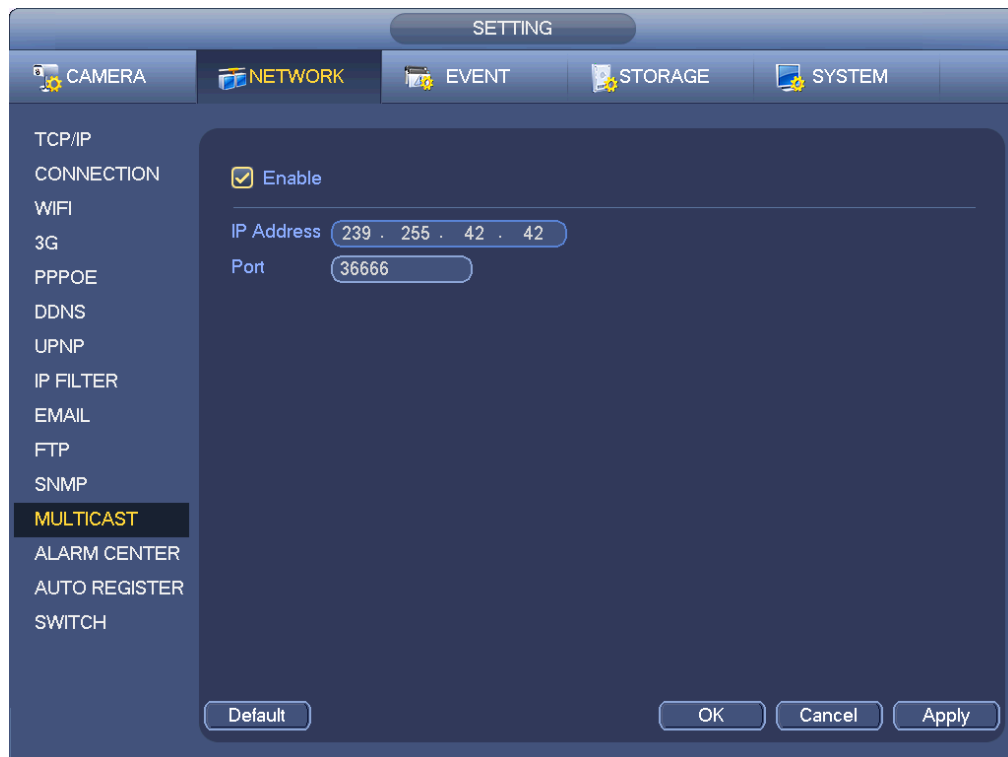 SETTING
CAMERA NETWORK EVENT STORAGE SYSTEM
TCP/IP
CONNECTION
WIFI
3G
PPPOE
DDNS
UPNP
IP FILTER
EMAIL
FTP
SNMP
MULTICAST
ALARM CENTER
AUTO REGISTER
SWITCH
Enable
IP Address 239 . 255 . 42 . 42
Port 36666
Default OK Cancel Apply